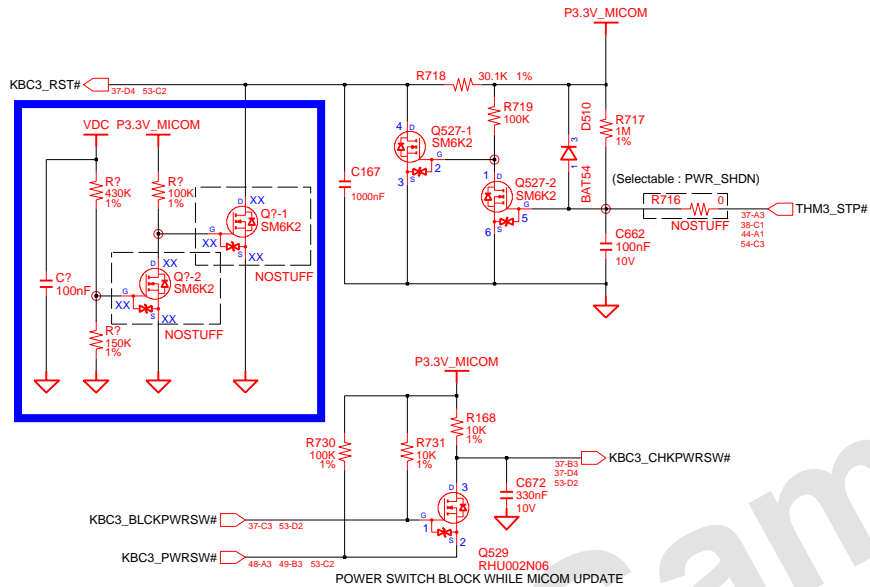 P3.3V_MICOM
KBC3_RST#
37-D4 53-C2
R718
30.1K 1%
VDC P3.3V_MICOM
R?
430K
1%
R?
100K
1%
C?
100nF
R?
150K
1%
XX
D
G
S
Q?-1
SM6K2
XX
XX
NOSTUFF
D
XX
G
S
Q?-2
SM6K2
XX
XX
NOSTUFF
C167
1000nF
4
D
Q527-1
SM6K2
G
2
3
S
R719
100K
1
D
Q527-2
SM6K2
G
5
6
S
D510
3
1
BAT54
R717
1M
1%
(Selectable : PWR_SHDN)
R716
0
NOSTUFF
THM3_STP#
37-A3
38-C1
44-A1
54-C3
C662
100nF
10V
P3.3V_MICOM
R730
100K
1%
R731
10K
1%
R168
10K
1%
KBC3_CHKPWRSW#
37-B3
37-D4
53-D2
C672
330nF
10V
3
D
G
1
S
2
Q529
RHU002N06
KBC3_BLCKPWRSW#
37-C3 53-D2
KBC3_PWRSW#
48-A3 49-B3 53-C2
POWER SWITCH BLOCK WHILE MICOM UPDATE
Sam